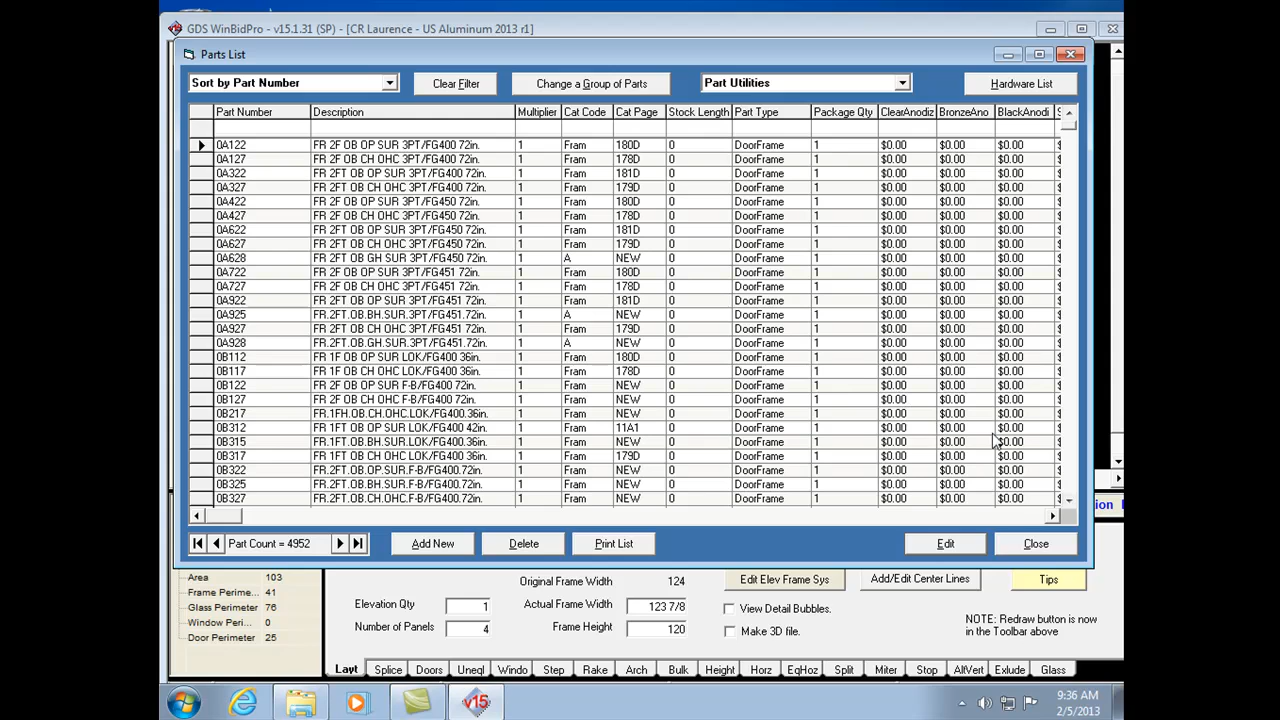 GDS WinBidPro - v15.1.31 (SP) - [CR Laurence - US Aluminum 2013 r1]
Parts List
Sort by Part Number Clear Filter Change a Group of Parts Part Utilities Hardware List
Part Number Description Multiplier Cat Code Cat Page Stock Length Part Type Package Qty ClearAnodiz BronzeAno BlackAnodi
0A122 FR 2F OB OP SUR 3PT/FG400 72in. 1 Fram 180D 0 DoorFrame 1 $0.00 $0.00 $0.00
0A127 FR 2F OB CH OHC 3PT/FG400 72in. 1 Fram 178D 0 DoorFrame 1 $0.00 $0.00 $0.00
0A322 FR 2FT OB OP SUR 3PT/FG400 72in. 1 Fram 181D 0 DoorFrame 1 $0.00 $0.00 $0.00
0A327 FR 2FT OB CH OHC 3PT/FG400 72in. 1 Fram 179D 0 DoorFrame 1 $0.00 $0.00 $0.00
0A422 FR 2F OB OP SUR 3PT/FG450 72in. 1 Fram 180D 0 DoorFrame 1 $0.00 $0.00 $0.00
0A427 FR 2F OB CH OHC 3PT/FG450 72in. 1 Fram 178D 0 DoorFrame 1 $0.00 $0.00 $0.00
0A622 FR 2FT OB OP SUR 3PT/FG450 72in. 1 Fram 181D 0 DoorFrame 1 $0.00 $0.00 $0.00
0A627 FR 2FT OB CH OHC 3PT/FG450 72in. 1 Fram 179D 0 DoorFrame 1 $0.00 $0.00 $0.00
0A628 FR 2FT OB GH SUR 3PT/FG450 72in. 1 A NEW 0 DoorFrame 1 $0.00 $0.00 $0.00
0A722 FR 2F OB OP SUR 3PT/FG451 72in. 1 Fram 180D 0 DoorFrame 1 $0.00 $0.00 $0.00
0A727 FR 2F OB CH OHC 3PT/FG451 72in. 1 Fram 178D 0 DoorFrame 1 $0.00 $0.00 $0.00
0A922 FR 2FT OB OP SUR 3PT/FG451 72in. 1 Fram 181D 0 DoorFrame 1 $0.00 $0.00 $0.00
0A925 FR.2FT.OB.BH.SUR.3PT/FG451.72in. 1 A NEW 0 DoorFrame 1 $0.00 $0.00 $0.00
0A927 FR 2FT OB CH OHC 3PT/FG451 72in. 1 Fram 179D 0 DoorFrame 1 $0.00 $0.00 $0.00
0A928 FR.2FT.OB.GH.SUR.3PT/FG451.72in. 1 A NEW 0 DoorFrame 1 $0.00 $0.00 $0.00
0B112 FR 1F OB OP SUR LOK/FG400 36in. 1 Fram 180D 0 DoorFrame 1 $0.00 $0.00 $0.00
0B117 FR 1F OB CH OHC LOK/FG400 36in. 1 Fram 178D 0 DoorFrame 1 $0.00 $0.00 $0.00
0B122 FR 2F OB OP SUR F-B/FG400 72in. 1 Fram NEW 0 DoorFrame 1 $0.00 $0.00 $0.00
0B127 FR 2F OB CH OHC F-B/FG400 72in. 1 Fram NEW 0 DoorFrame 1 $0.00 $0.00 $0.00
0B217 FR.1FH.OB.CH.OHC.LOK/FG400.36in. 1 Fram NEW 0 DoorFrame 1 $0.00 $0.00 $0.00
0B312 FR 1FT OB OP SUR LOK/FG400 42in. 1 Fram 11A1 0 DoorFrame 1 $0.00 $0.00 $0.00
0B315 FR.1FT.OB.BH.SUR.LOK/FG400.36in. 1 Fram NEW 0 DoorFrame 1 $0.00 $0.00 $0.00
0B317 FR 1FT OB CH OHC LOK/FG400 36in. 1 Fram 179D 0 DoorFrame 1 $0.00 $0.00 $0.00
0B322 FR.2FT.OB.OP.SUR.F-B/FG400.72in. 1 Fram NEW 0 DoorFrame 1 $0.00 $0.00 $0.00
0B325 FR.2FT.OB.BH.SUR.F-B/FG400.72in. 1 Fram NEW 0 DoorFrame 1 $0.00 $0.00 $0.00
0B327 FR.2FT.OB.CH.OHC.F-B/FG400.72in. 1 Fram NEW 0 DoorFrame 1 $0.00 $0.00 $0.00
Part Count = 4952 Add New Delete Print List Edit Close
Area 103 Original Frame Width 124 Edit Elev Frame Sys Add/Edit Center Lines Tips
Frame Perime... 41
Glass Perimeter 76 Elevation Qty 1 Actual Frame Width 123 7/8 View Detail Bubbles.
Window Peri... 0 Number of Panels 4 Frame Height 120 Make 3D file. NOTE: Redraw button is now
Door Perimeter 25 in the Toolbar above
Layt Splice Doors Uneql Windo Step Rake Arch Bulk Height Horz EqHoz Split Miter Stop AltVert Exlude Glass
v15 9:36 AM
2/5/2013